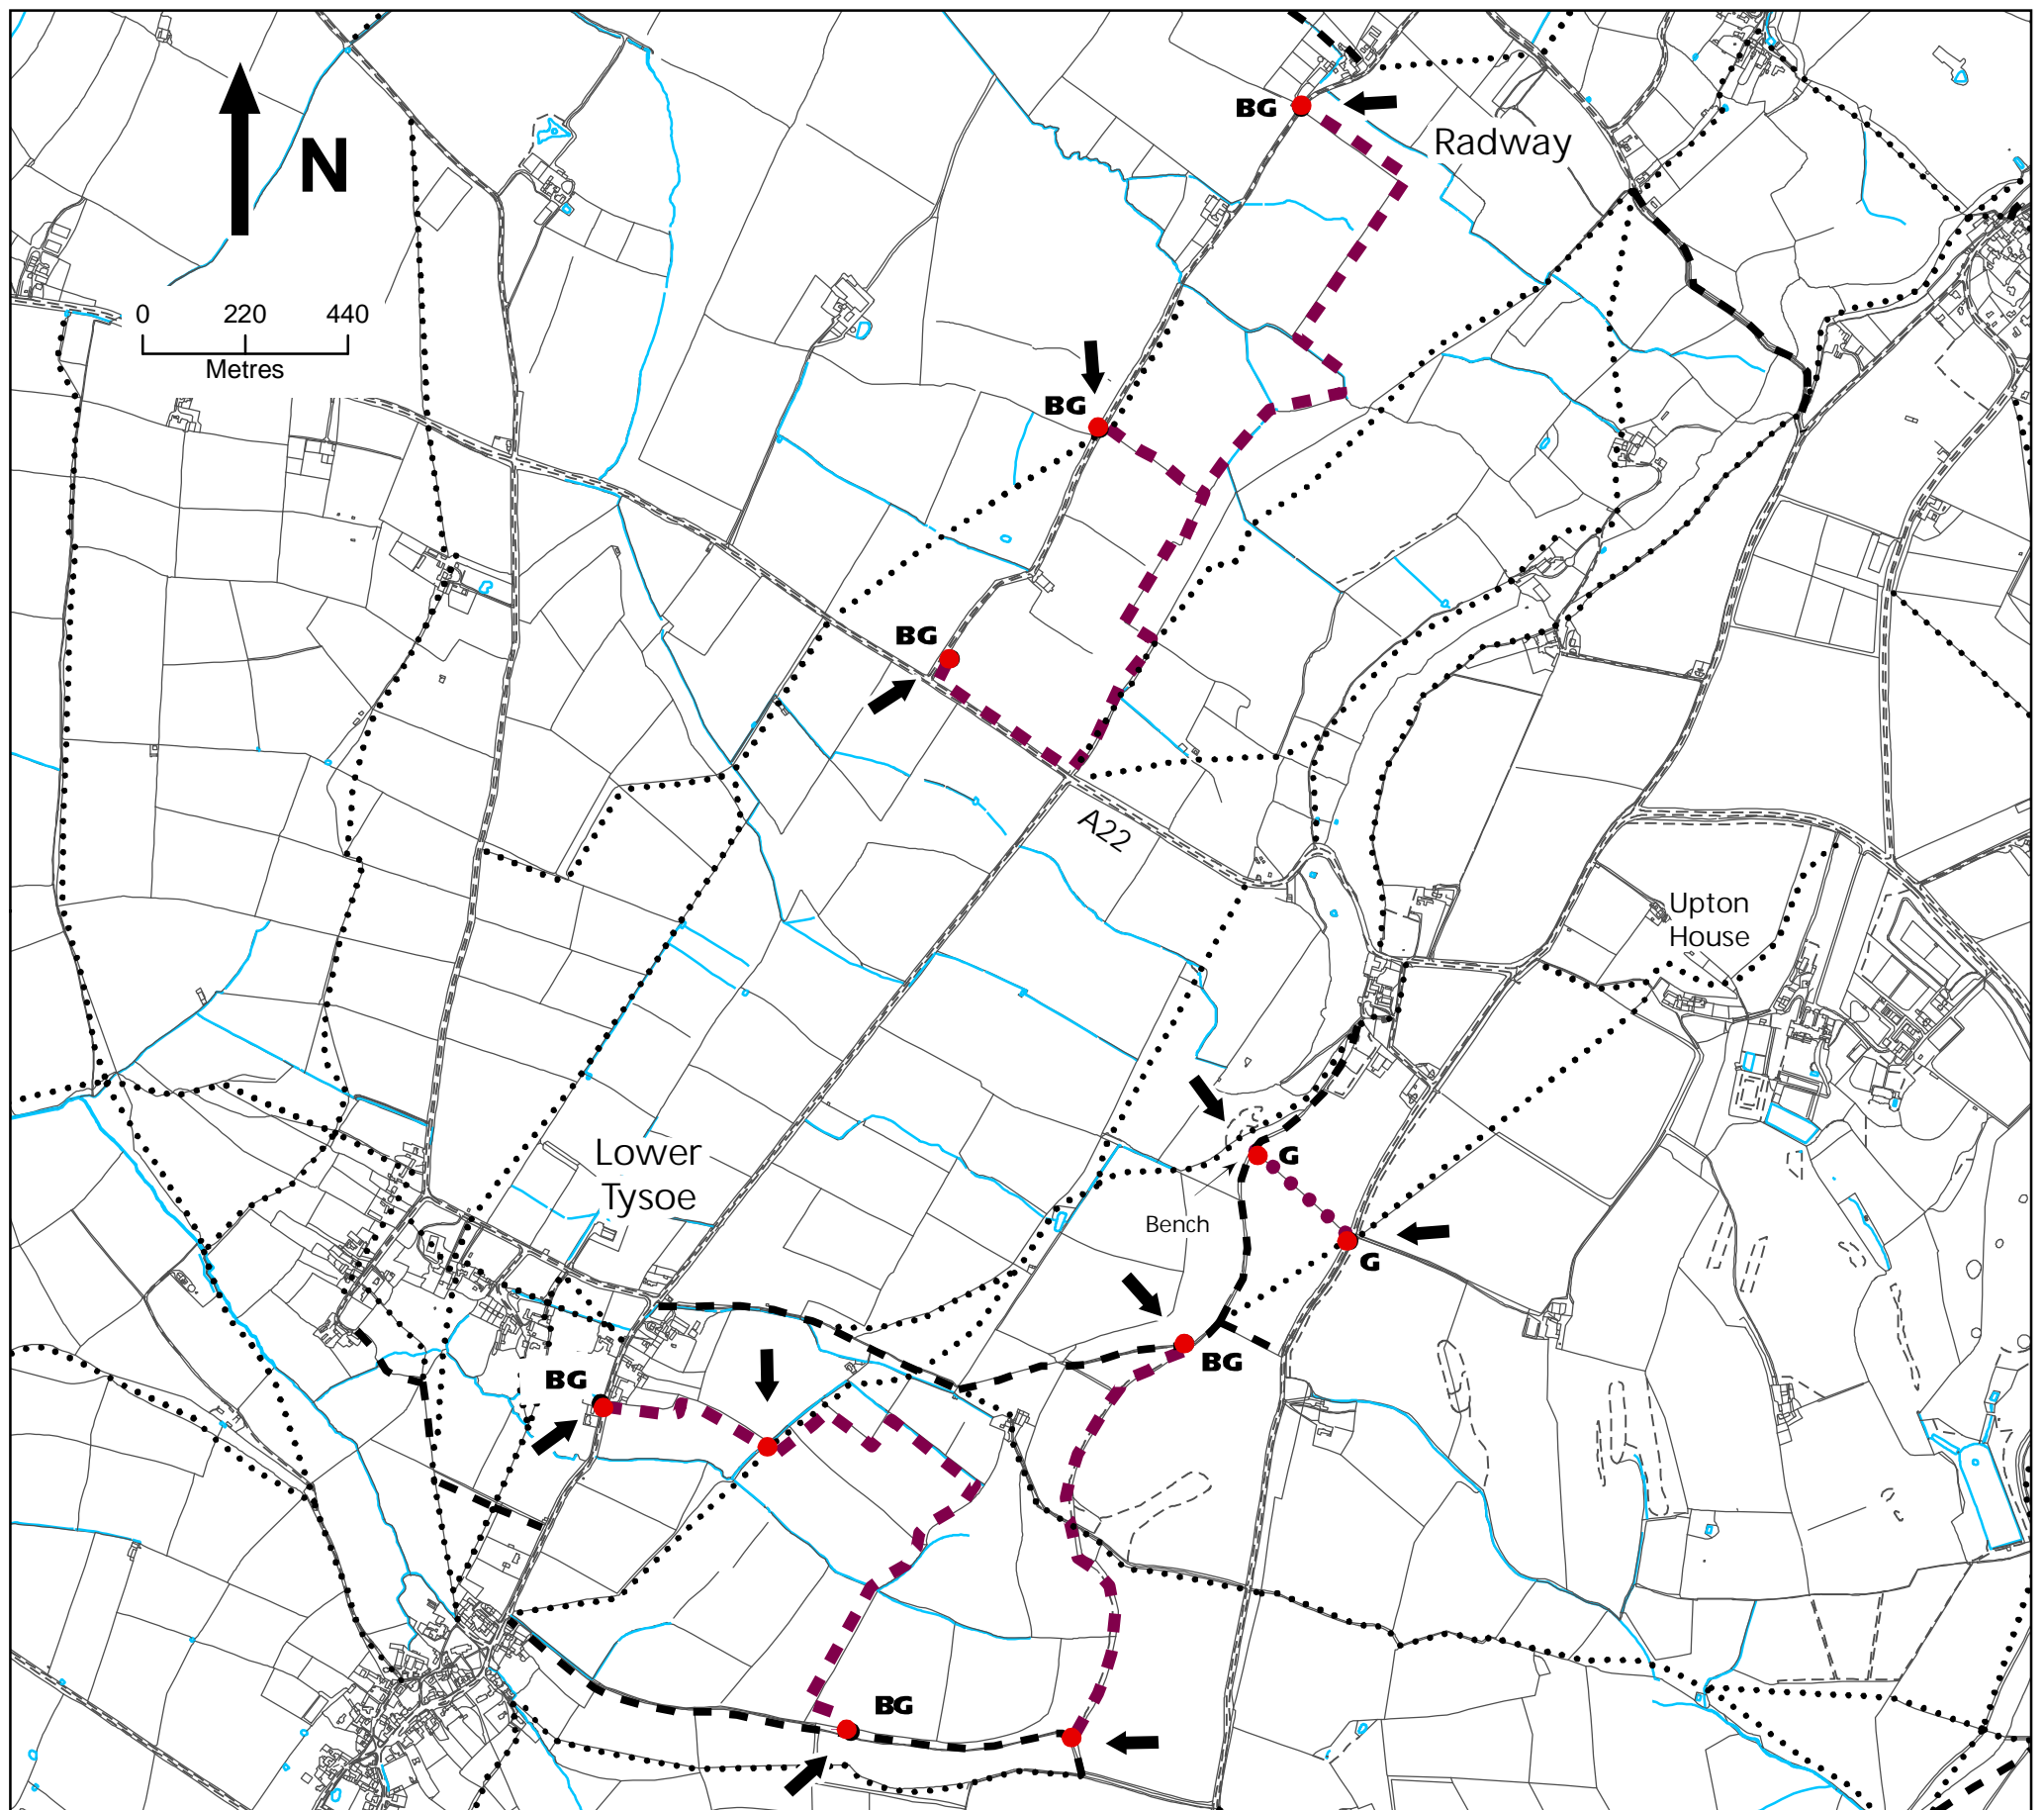 BG
Radway
N
0 220 440
Metres
BG
BG
A22
Upton
House
Lower
Tysoe
G
Bench
G
BG
BG
BG